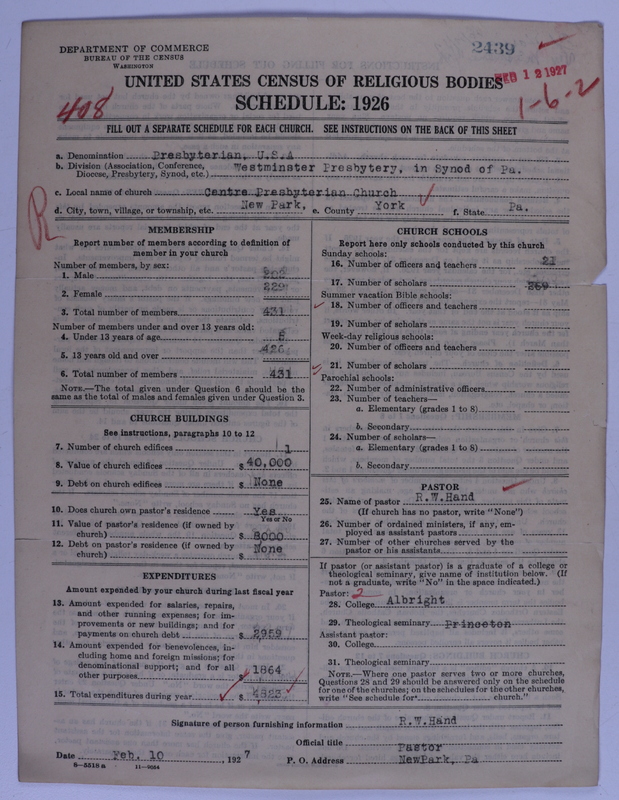 DEPARTMENT OF COMMERCE
BUREAU OF THE CENSUS
WASHINGTON
2439
UNITED STATES CENSUS OF RELIGIOUS BODIES
FEB 12 1927
SCHEDULE: 1926
408
1-6-2
FILL OUT A SEPARATE SCHEDULE FOR EACH CHURCH. SEE INSTRUCTIONS ON THE BACK OF THIS SHEET
a. Denomination Presbyterian, U.S.A
b. Division (Association, Conference, Diocese, Presbytery, Synod, etc.) Westminster Presbytery, in Synod of Pa.
c. Local name of church Centre Presbyterian Church
d. City, town, village, or township, etc. New Park, e. County York f. State Pa.
R
MEMBERSHIP
Report number of members according to definition of
member in your church
Number of members, by sex:
1. Male
2. Female 229
3. Total number of members 431
Number of members under and over 13 years old:
4. Under 13 years of age
5. 13 years old and over 426
6. Total number of members 431
NOTE.—The total given under Question 6 should be
same as the total of males and females given under Question 3.
CHURCH BUILDINGS
See instructions, paragraphs 10 to 12
7. Number of church edifices 1
8. Value of church edifices $ 40,000
9. Debt on church edifices $ None
10. Does church own pastor's residence Yes
Yes or No
11. Value of pastor's residence (if owned by
church) $ 8000
12. Debt on pastor's residence (if owned by
church) $ None
EXPENDITURES
Amount expended by your church during last fiscal year
13. Amount expended for salaries, repairs,
and other running expenses; for im-
provements or new buildings; and for
payments on church debt $ 2959
14. Amount expended for benevolences, in-
cluding home and foreign missions; for
denominational support; and for all
other purposes $ 1864
15. Total expenditures during year $ 4823
CHURCH SCHOOLS
Report here only schools conducted by this church
Sunday schools:
16. Number of officers and teachers 21
17. Number of scholars 269
Summer vacation Bible schools:
18. Number of officers and teachers
19. Number of scholars
Week-day religious schools:
20. Number of officers and teachers
21. Number of scholars
Parochial schools:
22. Number of administrative officers
23. Number of teachers—
a. Elementary (grades 1 to 8)
b. Secondary
24. Number of scholars—
a. Elementary (grades 1 to 8)
b. Secondary
PASTOR
25. Name of pastor R.W.Hand
(If church has no pastor, write "None")
26. Number of ordained ministers, if any, em-
ployed as assistant pastors
27. Number of other churches served by the
pastor or his assistants
If pastor (or assistant pastor) is a graduate of a college or
theological seminary, give name of institution below. (If
not a graduate, write "No" in the space indicated.)
Pastor: 2
28. College Albright
29. Theological seminary Princeton
Assistant pastor:
30. College
31. Theological seminary
NOTE.—Where one pastor serves two or more churches,
Questions 28 and 29 should be answered only on the schedule
for one of the churches; on the schedules for the other churches,
write "See schedule for church."
Signature of person furnishing information R.W.Hand
Official title Pastor
Date Feb. 10, 1927 P. O. Address NewPark, Pa
8—5518a 11—9054